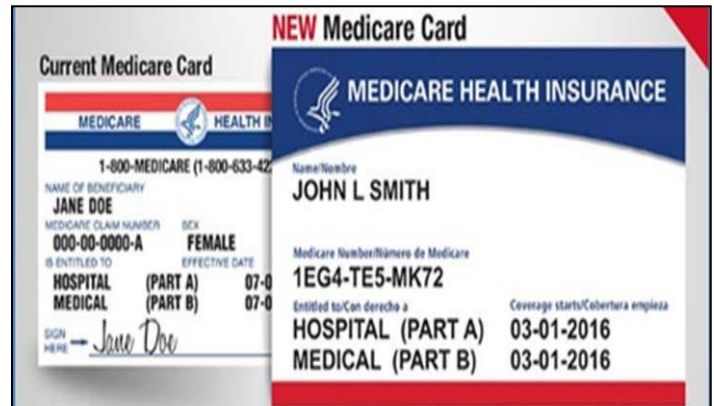 NEW Medicare Card
Current Medicare Card
MEDICARE HEALTH
1-800-MEDICARE (1-800-633-42
NAME OF BENEFICIARY
JANE DOE
MEDICARE CLAIM NUMBER SEX
000-00-0000-A FEMALE
IS ENTITLED TO EFFECTIVE DATE
HOSPITAL (PART A) 07-0
MEDICAL (PART B) 07-0
SIGN
HERE Jane Doe
MEDICARE HEALTH INSURANCE
Name/Nombre
JOHN L SMITH
Medicare Number/Número de Medicare
1EG4-TE5-MK72
Entitled to/Con derecho a Coverage starts/Cobertura empieza
HOSPITAL (PART A) 03-01-2016
MEDICAL (PART B) 03-01-2016